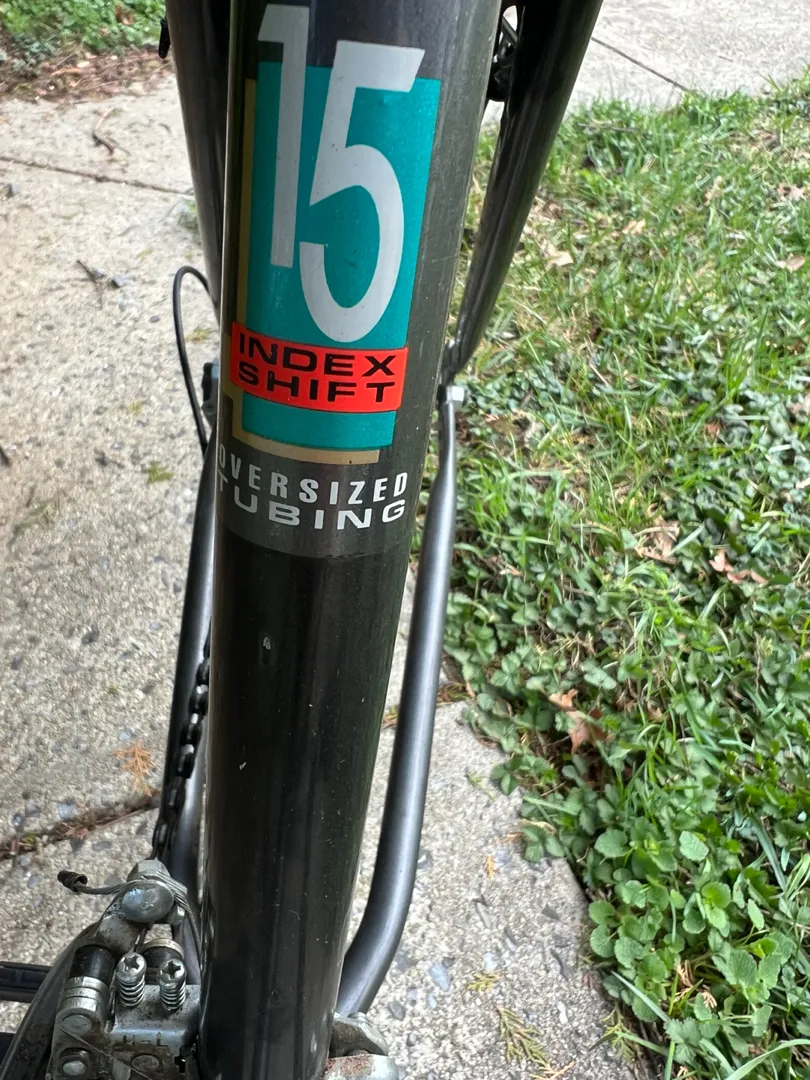 15
INDEX
SHIFT
OVERSIZED
TUBING
H-L